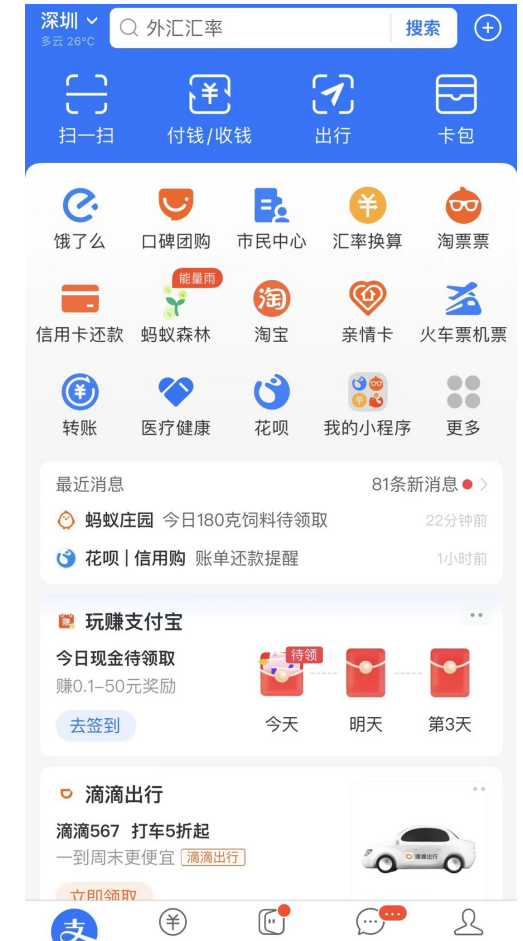 深圳
多云 26°C
外汇汇率
搜索
扫一扫 付钱/收钱 出行 卡包
饿了么 口碑团购 市民中心 汇率换算 淘票票
能量雨
淘
信用卡还款 蚂蚁森林 淘宝 亲情卡 火车票机票
转账 医疗健康 花呗 我的小程序 更多
最近消息 81条新消息
蚂蚁庄园 今日180克饲料待领取 22分钟前
花呗 | 信用购 账单还款提醒 1小时前
玩赚支付宝
今日现金待领取
赚0.1–50元奖励
去签到
待领
今天 明天 第3天
滴滴出行
滴滴567 打车5折起
一到周末更便宜 滴滴出行
滴滴出行
立即领取
支